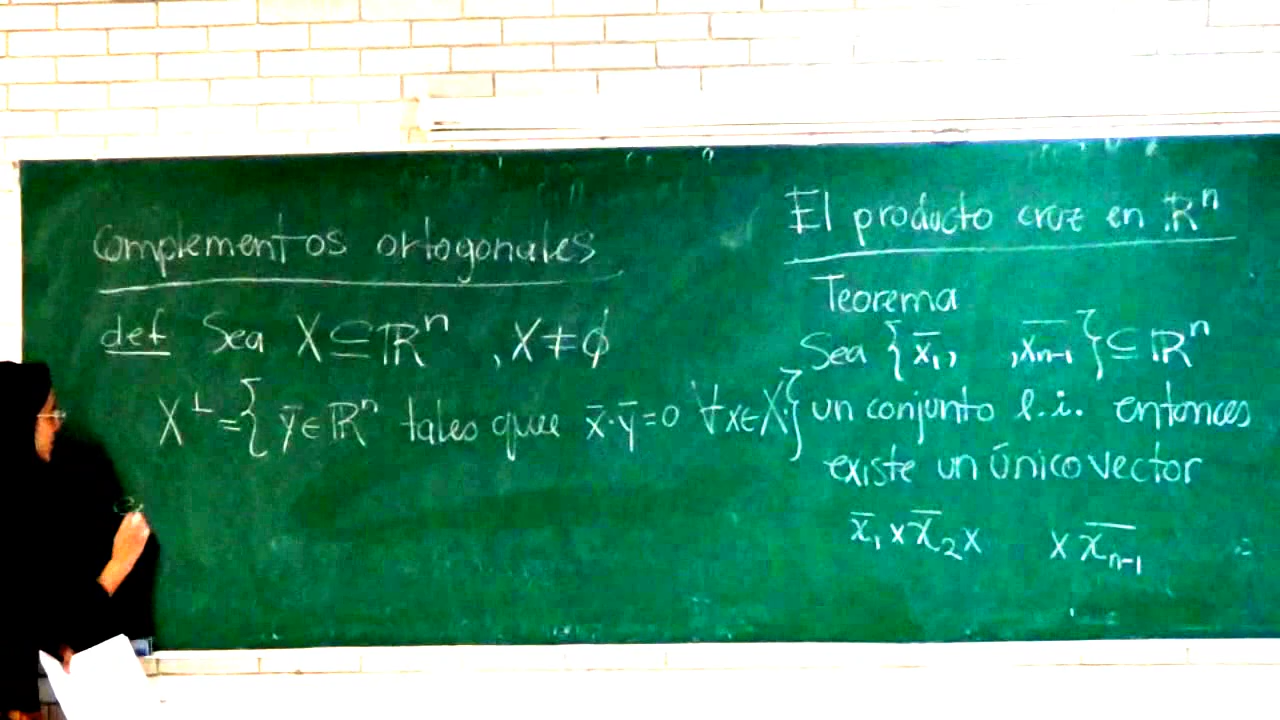 Complementos ortogonales
def Sea X ⊆ ℝⁿ , X ≠ ∅
X^⊥ = { ȳ ∈ ℝⁿ tales que x̄·ȳ = 0 ∀x∈X }
El producto cruz en ℝⁿ
Teorema
Sea { x̄₁, , x̄ₙ₋₁ } ⊆ ℝⁿ
un conjunto l.i. entonces
existe un único vector
x̄₁ x x̄₂ x x x̄ₙ₋₁